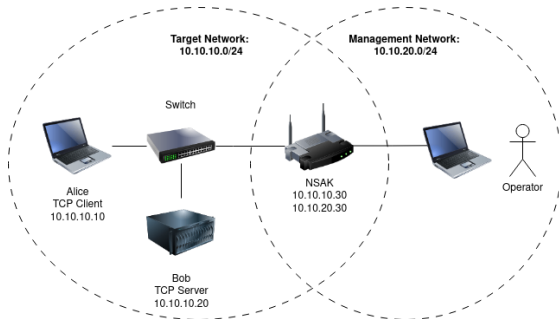 Target Network:
10.10.10.0/24
Management Network:
10.10.20.0/24
Switch
Alice
TCP Client
10.10.10.10
NSAK
10.10.10.30
10.10.20.30
Operator
Bob
TCP Server
10.10.10.20